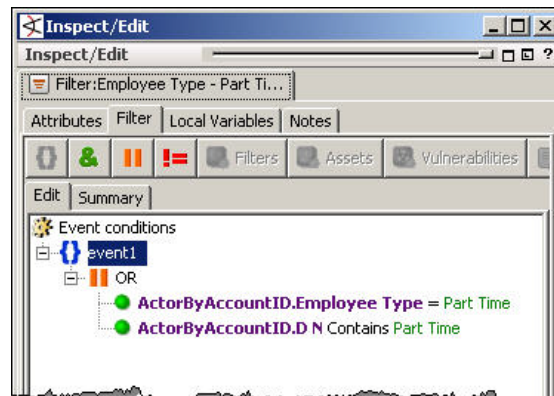 Inspect/Edit
Inspect/Edit ?
Filter:Employee Type - Part Ti...
Attributes Filter Local Variables Notes
{} & != Filters Assets Vulnerabilities
Edit Summary
Event conditions
{} event1
OR
ActorByAccountID.Employee Type = Part Time
ActorByAccountID.D N Contains Part Time